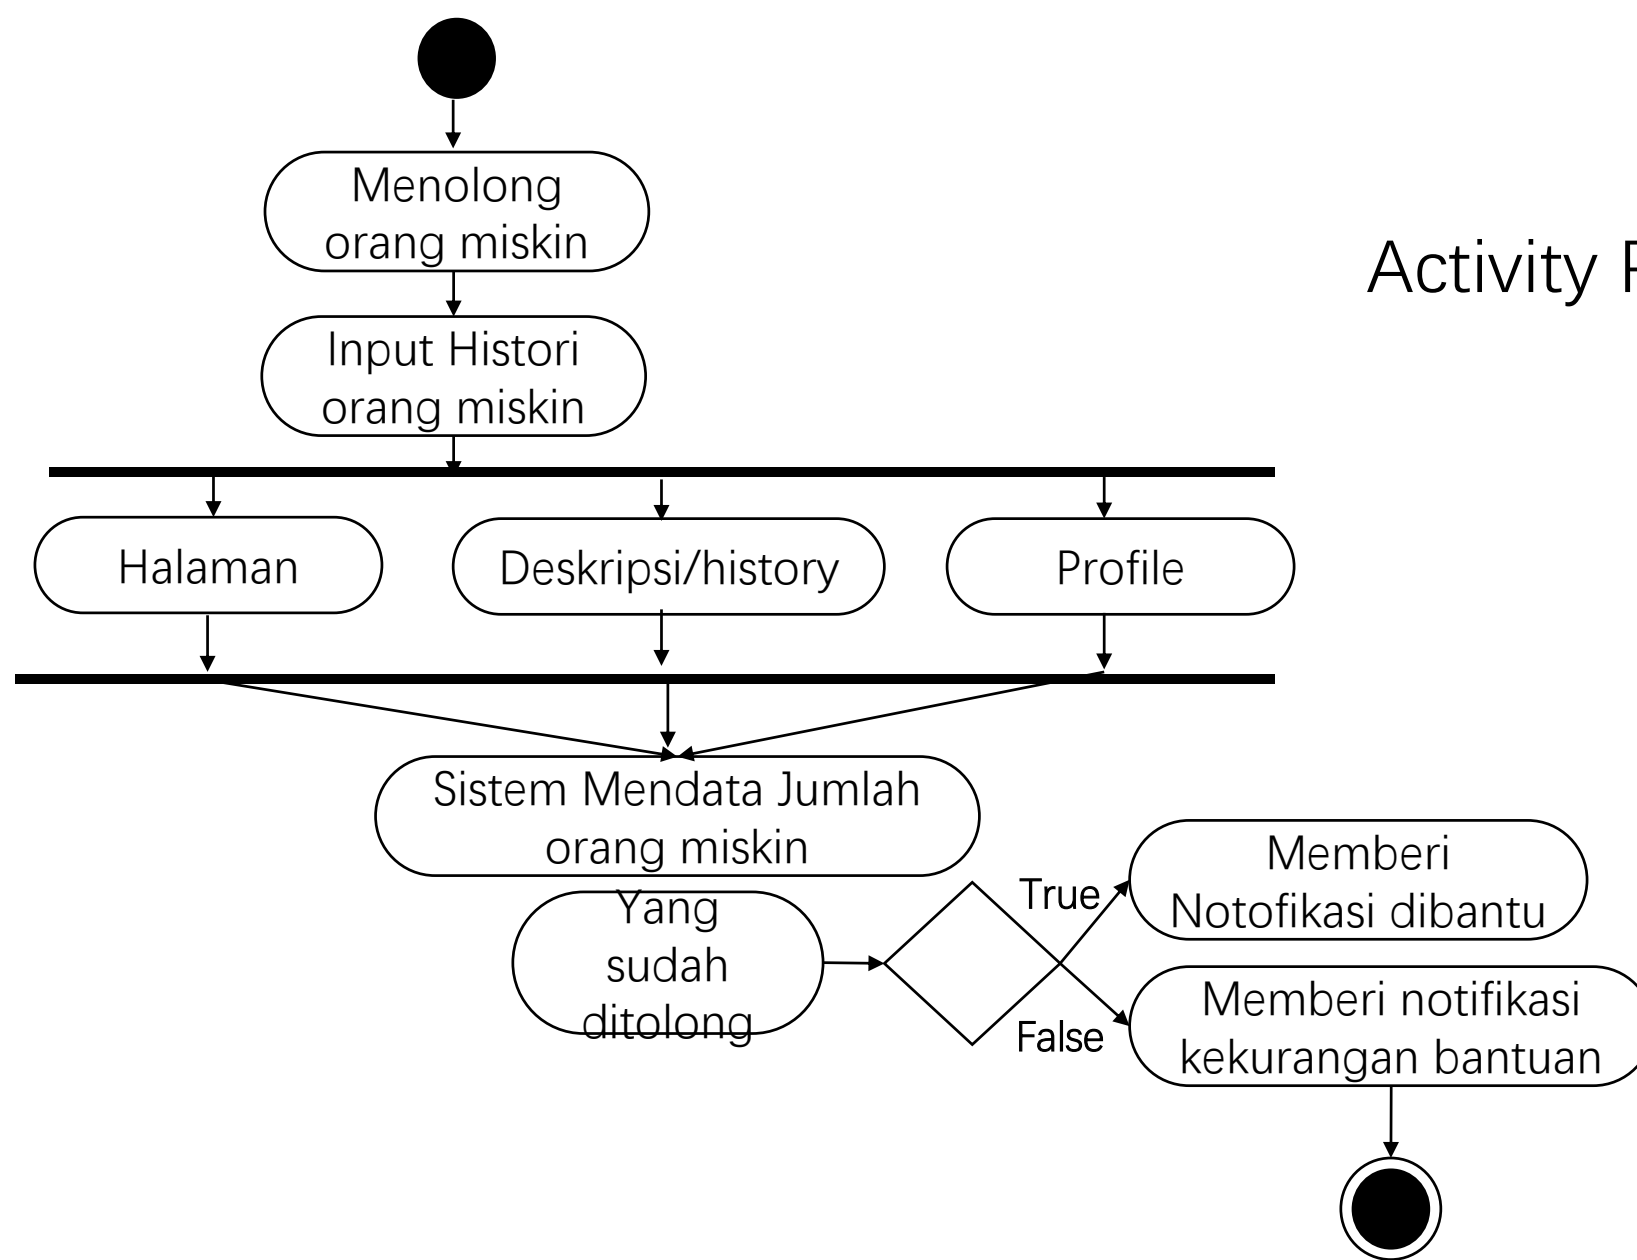 Menolong
orang miskin
Activity
Input Histori
orang miskin
Halaman
Deskripsi/history
Profile
Sistem Mendata Jumlah
orang miskin
Yang
sudah
ditolong
True
False
Memberi
Notofikasi dibantu
Memberi notifikasi
kekurangan bantuan